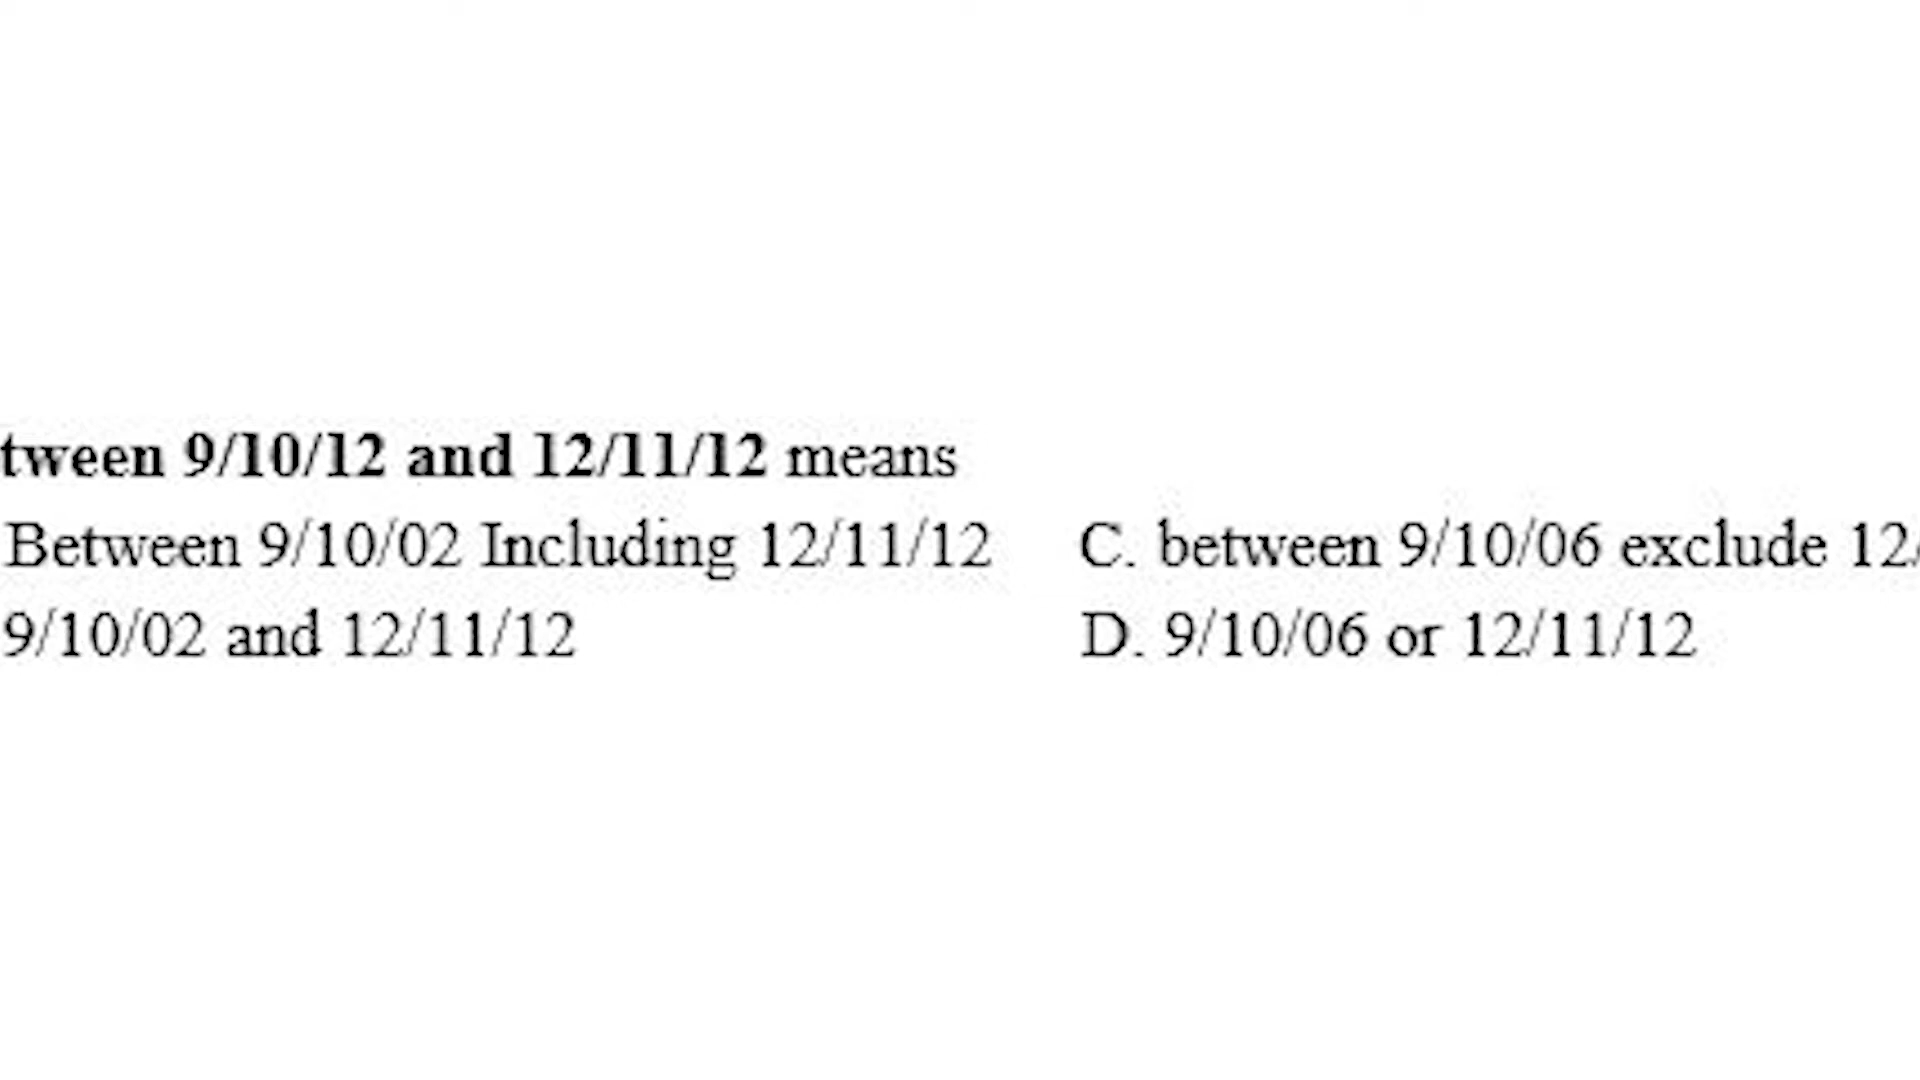 tween 9/10/12 and 12/11/12 means
Between 9/10/02 Including 12/11/12 C. between 9/10/06 exclude 12/
9/10/02 and 12/11/12 D. 9/10/06 or 12/11/12